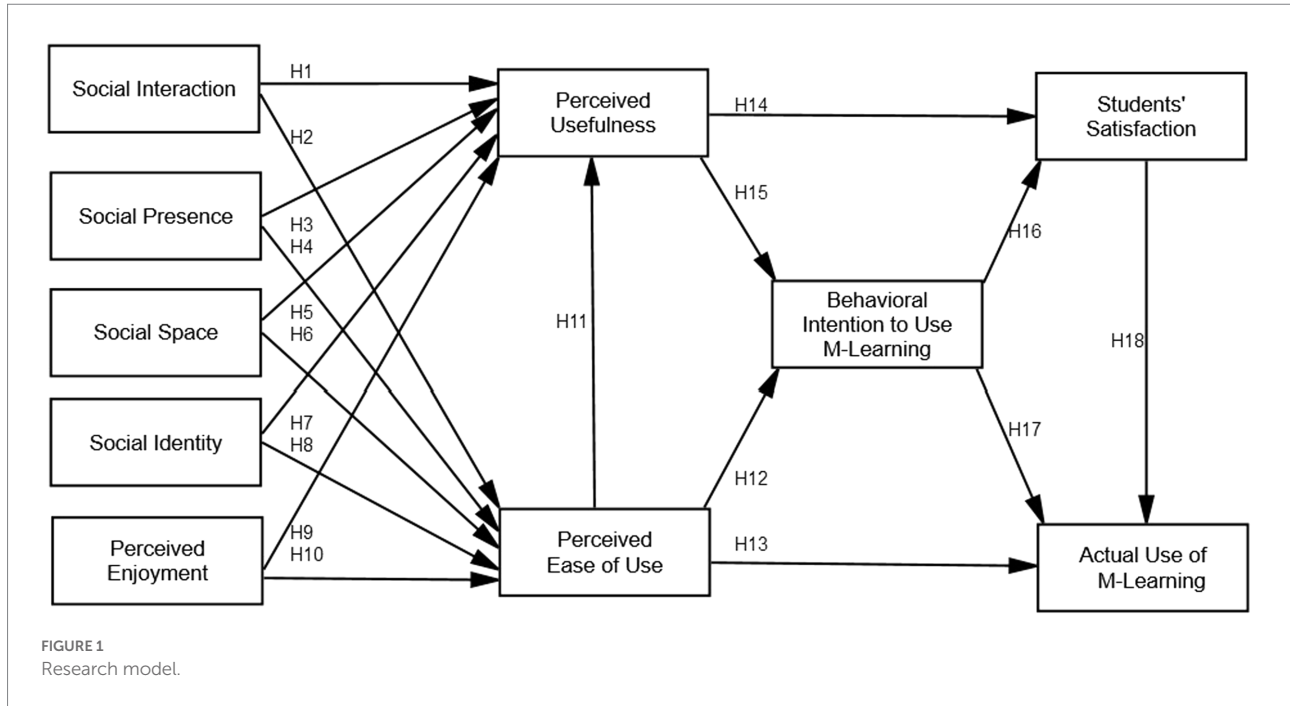 Social Interaction
Social Presence
Social Space
Social Identity
Perceived
Enjoyment
H1
H2
H3
H4
H5
H6
H7
H8
H9
H10
Perceived
Usefulness
H11
Perceived
Ease of Use
H14
H15
H12
H13
Behavioral
Intention to Use
M-Learning
H16
H17
Students'
Satisfaction
H18
Actual Use of
M-Learning
FIGURE 1
Research model.